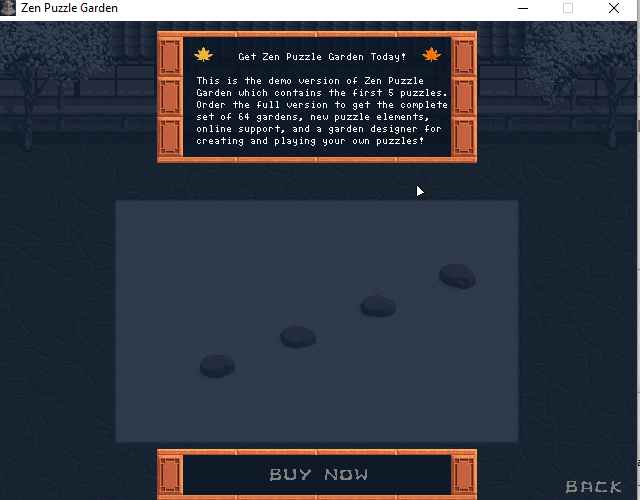 Zen Puzzle Garden
Get Zen Puzzle Garden Today!
This is the demo version of Zen Puzzle
Garden which contains the first 5 puzzles.
Order the full version to get the complete
set of 64 gardens, new puzzle elements,
online support, and a garden designer for
creating and playing your own puzzles!
BUY NOW
BACK